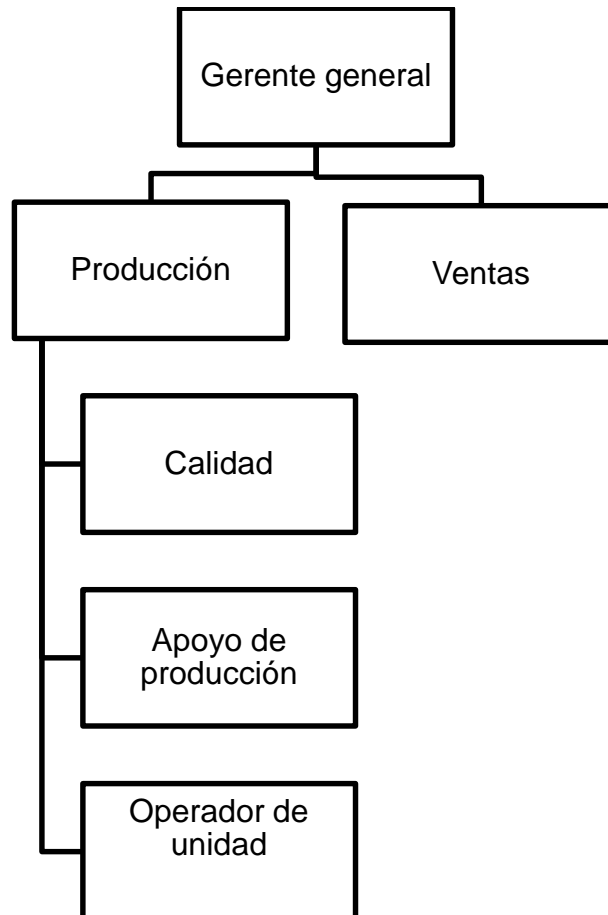 Gerente general
Producción
Ventas
Calidad
Apoyo de
producción
Operador de
unidad